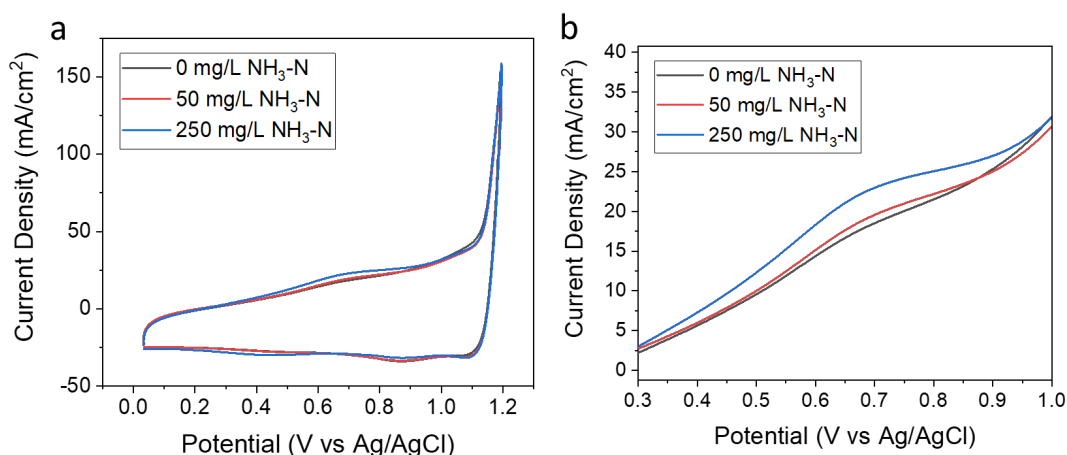 a
0 mg/L NH₃-N
50 mg/L NH₃-N
250 mg/L NH₃-N
Current Density (mA/cm²)
150
100
50
0
-50
0.0 0.2 0.4 0.6 0.8 1.0 1.2
Potential (V vs Ag/AgCl)
b
0 mg/L NH₃-N
50 mg/L NH₃-N
250 mg/L NH₃-N
Current Density (mA/cm²)
40
35
30
25
20
15
10
5
0
0.3 0.4 0.5 0.6 0.7 0.8 0.9 1.0
Potential (V vs Ag/AgCl)